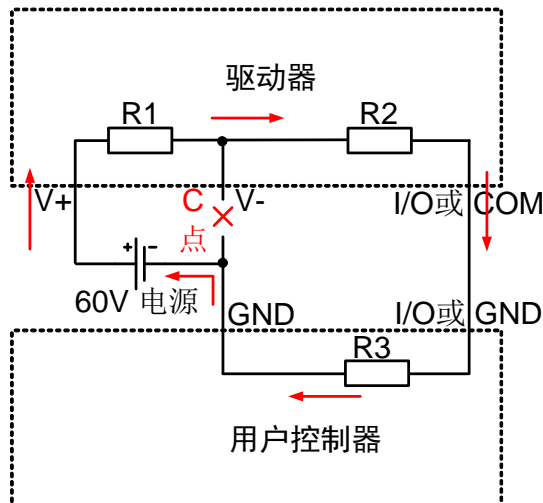 驱动器
R1
R2
V+
C
点
V-
I/O或 COM
+ -
60V 电源
GND
I/O或 GND
R3
用户控制器